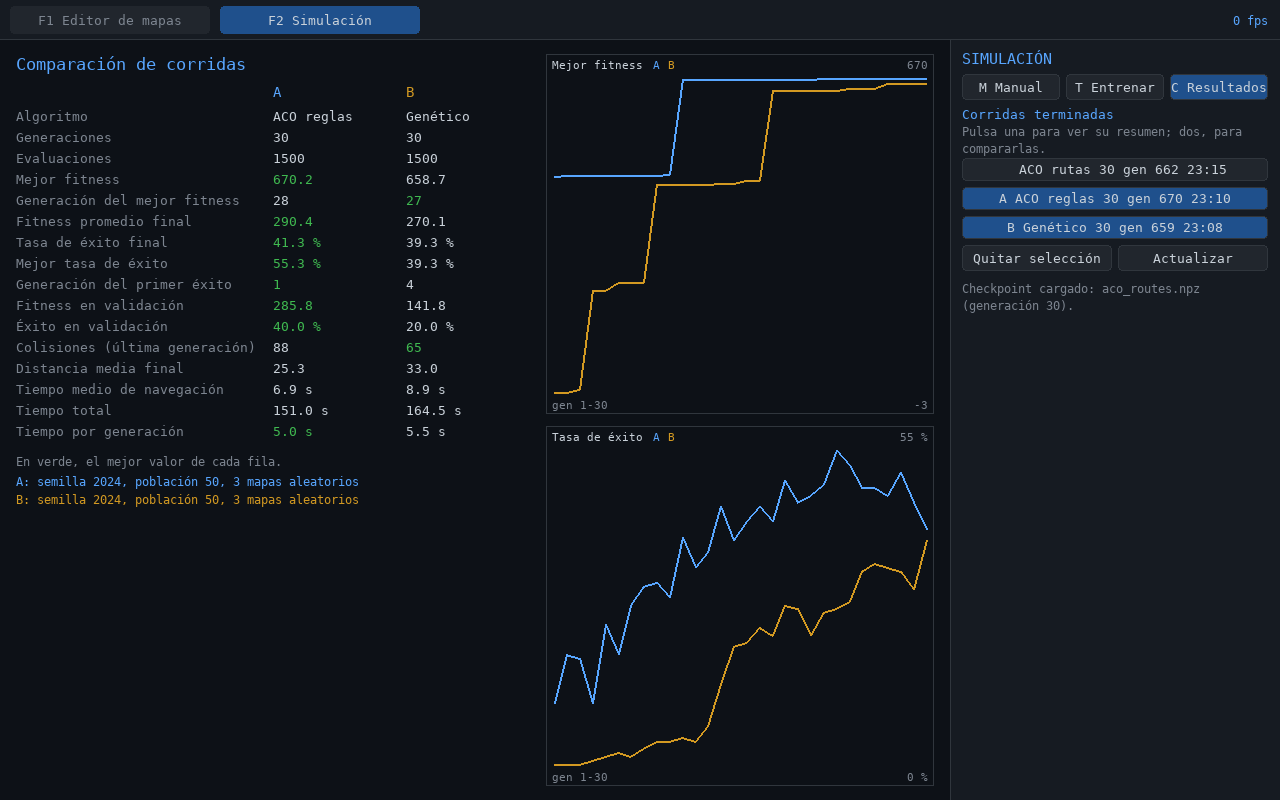 F1 Editor de mapas
F2 Simulación
0 fps
Comparación de corridas
A B
Algoritmo ACO reglas Genético
Generaciones 30 30
Evaluaciones 1500 1500
Mejor fitness 670.2 658.7
Generación del mejor fitness 28 27
Fitness promedio final 290.4 270.1
Tasa de éxito final 41.3 % 39.3 %
Mejor tasa de éxito 55.3 % 39.3 %
Generación del primer éxito 1 4
Fitness en validación 285.8 141.8
Éxito en validación 40.0 % 20.0 %
Colisiones (última generación) 88 65
Distancia media final 25.3 33.0
Tiempo medio de navegación 6.9 s 8.9 s
Tiempo total 151.0 s 164.5 s
Tiempo por generación 5.0 s 5.5 s
En verde, el mejor valor de cada fila.
A: semilla 2024, población 50, 3 mapas aleatorios
B: semilla 2024, población 50, 3 mapas aleatorios
Mejor fitness A B 670
gen 1-30 -3
Tasa de éxito A B 55 %
gen 1-30 0 %
SIMULACIÓN
M Manual
T Entrenar
C Resultados
Corridas terminadas
Pulsa una para ver su resumen; dos, para
compararlas.
ACO rutas 30 gen 662 23:15
A ACO reglas 30 gen 670 23:10
B Genético 30 gen 659 23:08
Quitar selección
Actualizar
Checkpoint cargado: aco_routes.npz
(generación 30).